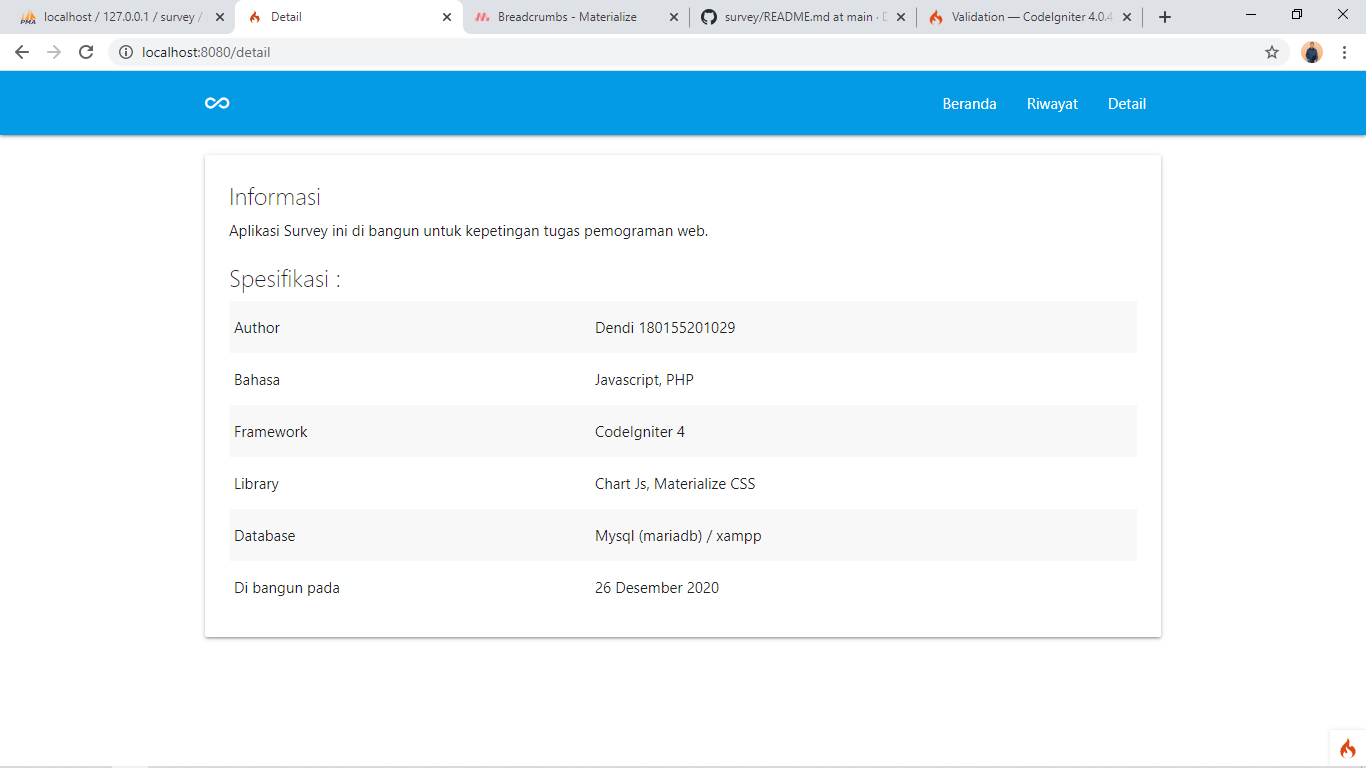 localhost / 127.0.0.1 / survey /
Detail
Breadcrumbs - Materialize
survey/README.md at main · D
Validation — CodeIgniter 4.0.4
localhost:8080/detail
Beranda Riwayat Detail
Informasi
Aplikasi Survey ini di bangun untuk kepetingan tugas pemograman web.
Spesifikasi :
Author Dendi 180155201029
Bahasa Javascript, PHP
Framework CodeIgniter 4
Library Chart Js, Materialize CSS
Database Mysql (mariadb) / xampp
Di bangun pada 26 Desember 2020